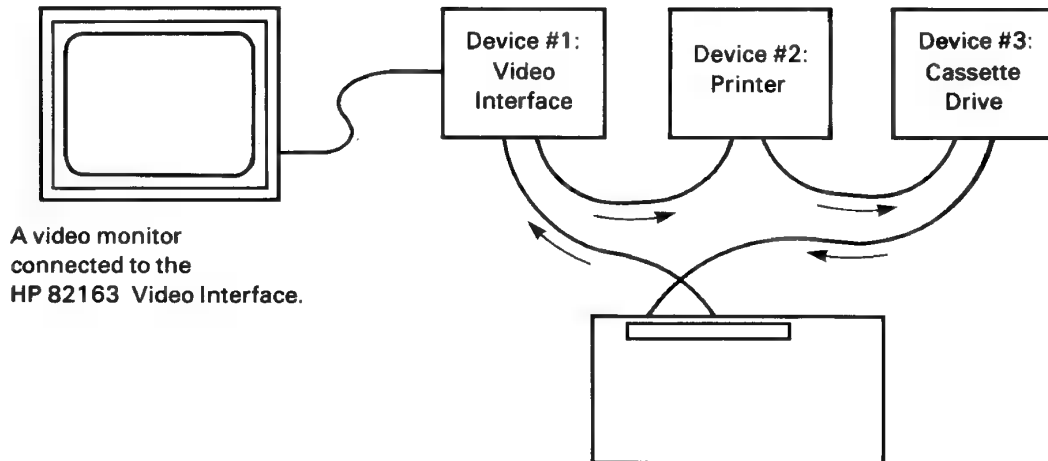 Device #1:
Video
Interface
Device #2:
Printer
Device #3:
Cassette
Drive
A video monitor
connected to the
HP 82163 Video Interface.